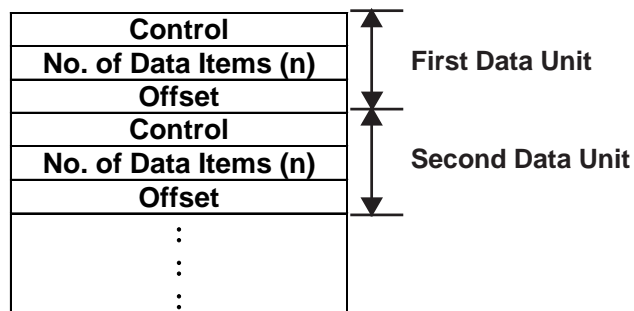 Control
No. of Data Items (n)
First Data Unit
Offset
Control
No. of Data Items (n)
Second Data Unit
Offset
:
:
: